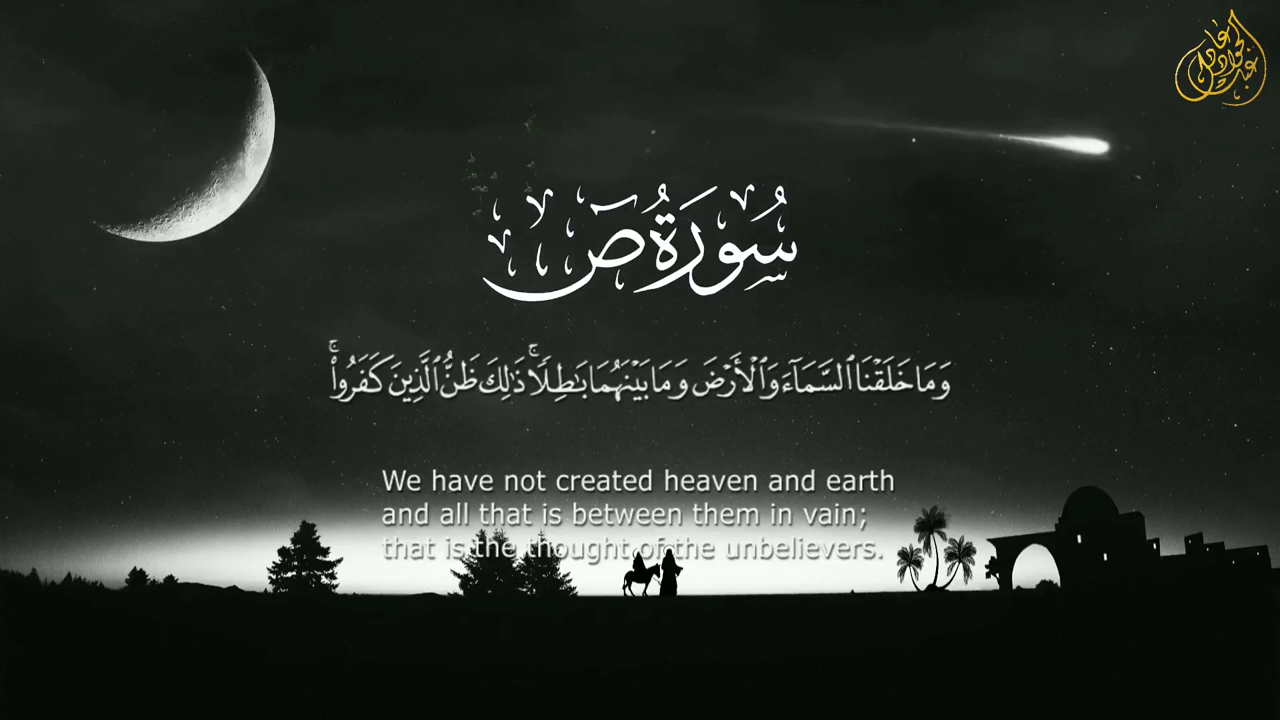 سُورَةُ صٓ
وَمَا خَلَقْنَا ٱلسَّمَآءَ وَٱلْأَرْضَ وَمَا بَيْنَهُمَا بَٰطِلًا ۚ ذَٰلِكَ ظَنُّ ٱلَّذِينَ كَفَرُوا۟ ۚ
We have not created heaven and earth
and all that is between them in vain;
that is the thought of the unbelievers.